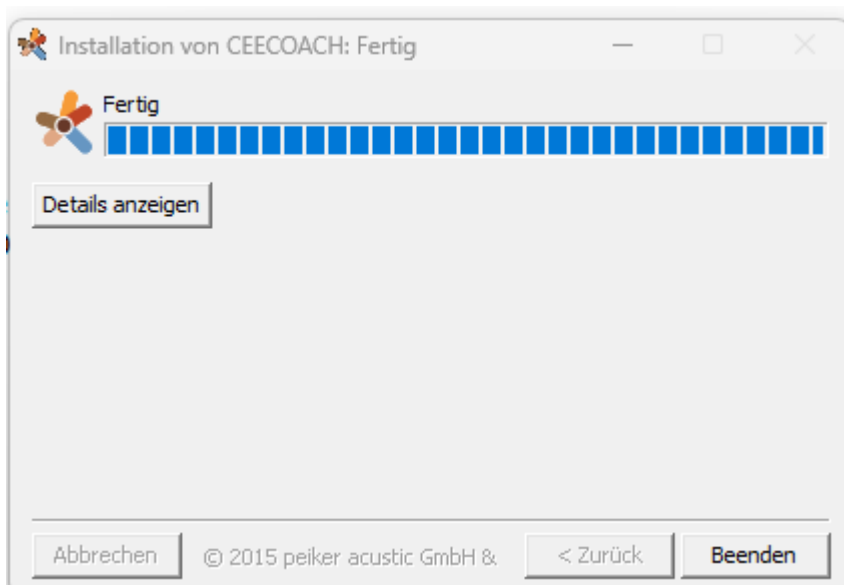 Installation von CEECOACH: Fertig
Fertig
Details anzeigen
Abbrechen
© 2015 peiker acustic GmbH &
< Zurück
Beenden